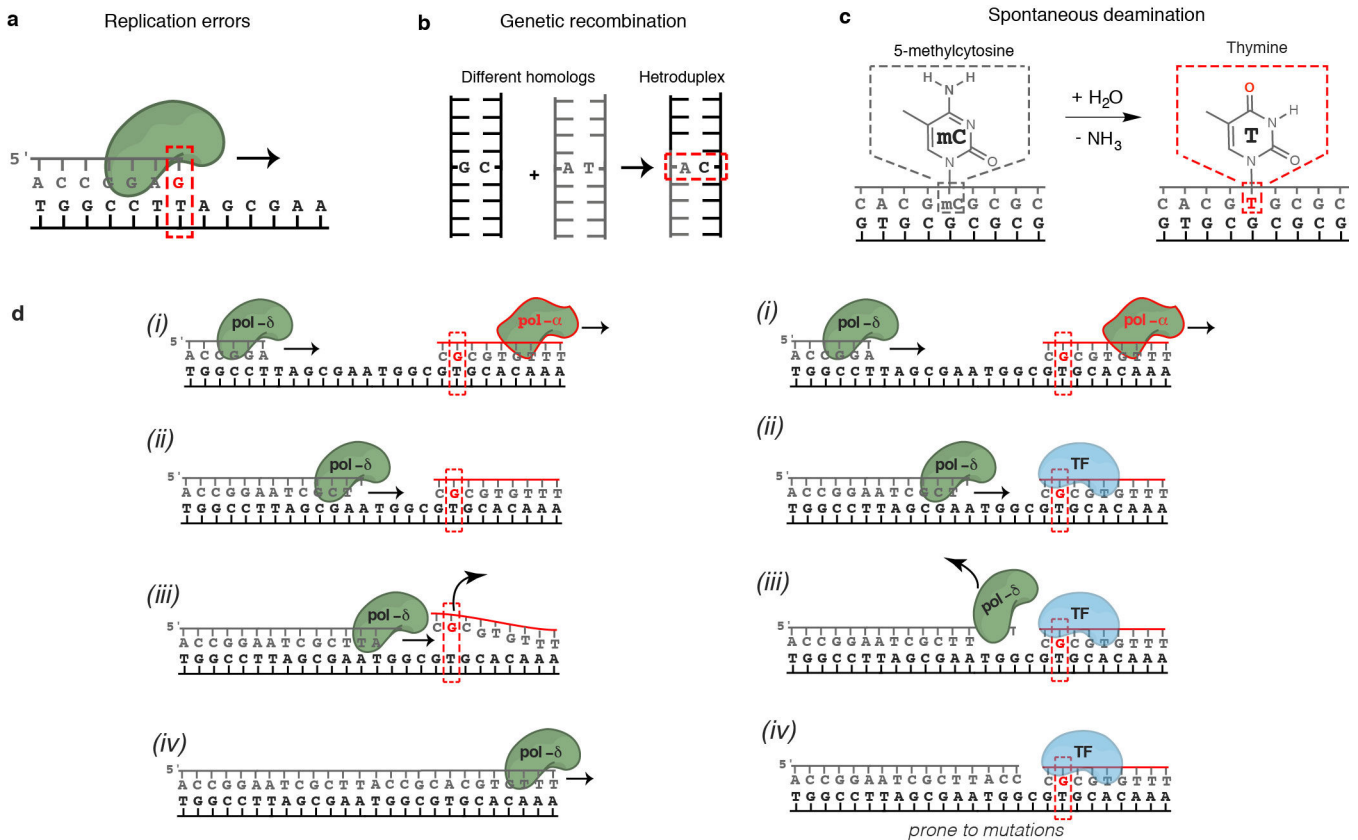 a Replication errors
5'
A C C G G A G
T G G C C T T A G C G A A
b Genetic recombination
Different homologs Hetroduplex
G C + A T A C
c Spontaneous deamination
5-methylcytosine Thymine
H H
N
N
mC
N O
+ H₂O
- NH₃
O
N H
T
N O
C A C G mC G C G C
G T G C G C G C G
C A C G T G C G C
G T G C G C G C G
d
(i) pol-δ pol-α
5'
A C C G G A C G C G T G T T T
T G G C C T T A G C G A A T G G C G T G C A C A A A
(ii) pol-δ
5'
A C C G G A A T C G C T T C G C G T G T T T
T G G C C T T A G C G A A T G G C G T G C A C A A A
(iii) pol-δ
5'
A C C G G A A T C G C T T A C G C G T G T T T
T G G C C T T A G C G A A T G G C G T G C A C A A A
(iv) pol-δ
5'
A C C G G A A T C G C T T A C C G C A C G T G T T T
T G G C C T T A G C G A A T G G C G T G C A C A A A
(i) pol-δ pol-α
5'
A C C G G A C G C G T G T T T
T G G C C T T A G C G A A T G G C G T G C A C A A A
(ii) pol-δ TF
5'
A C C G G A A T C G C T T C G C G T G T T T
T G G C C T T A G C G A A T G G C G T G C A C A A A
(iii) pol-δ TF
5'
A C C G G A A T C G C T T T C G C G T G T T T
T G G C C T T A G C G A A T G G C G T G C A C A A A
(iv) TF
5'
A C C G G A A T C G C T T A C C C G C G T G T T T
T G G C C T T A G C G A A T G G C G T G C A C A A A
prone to mutations